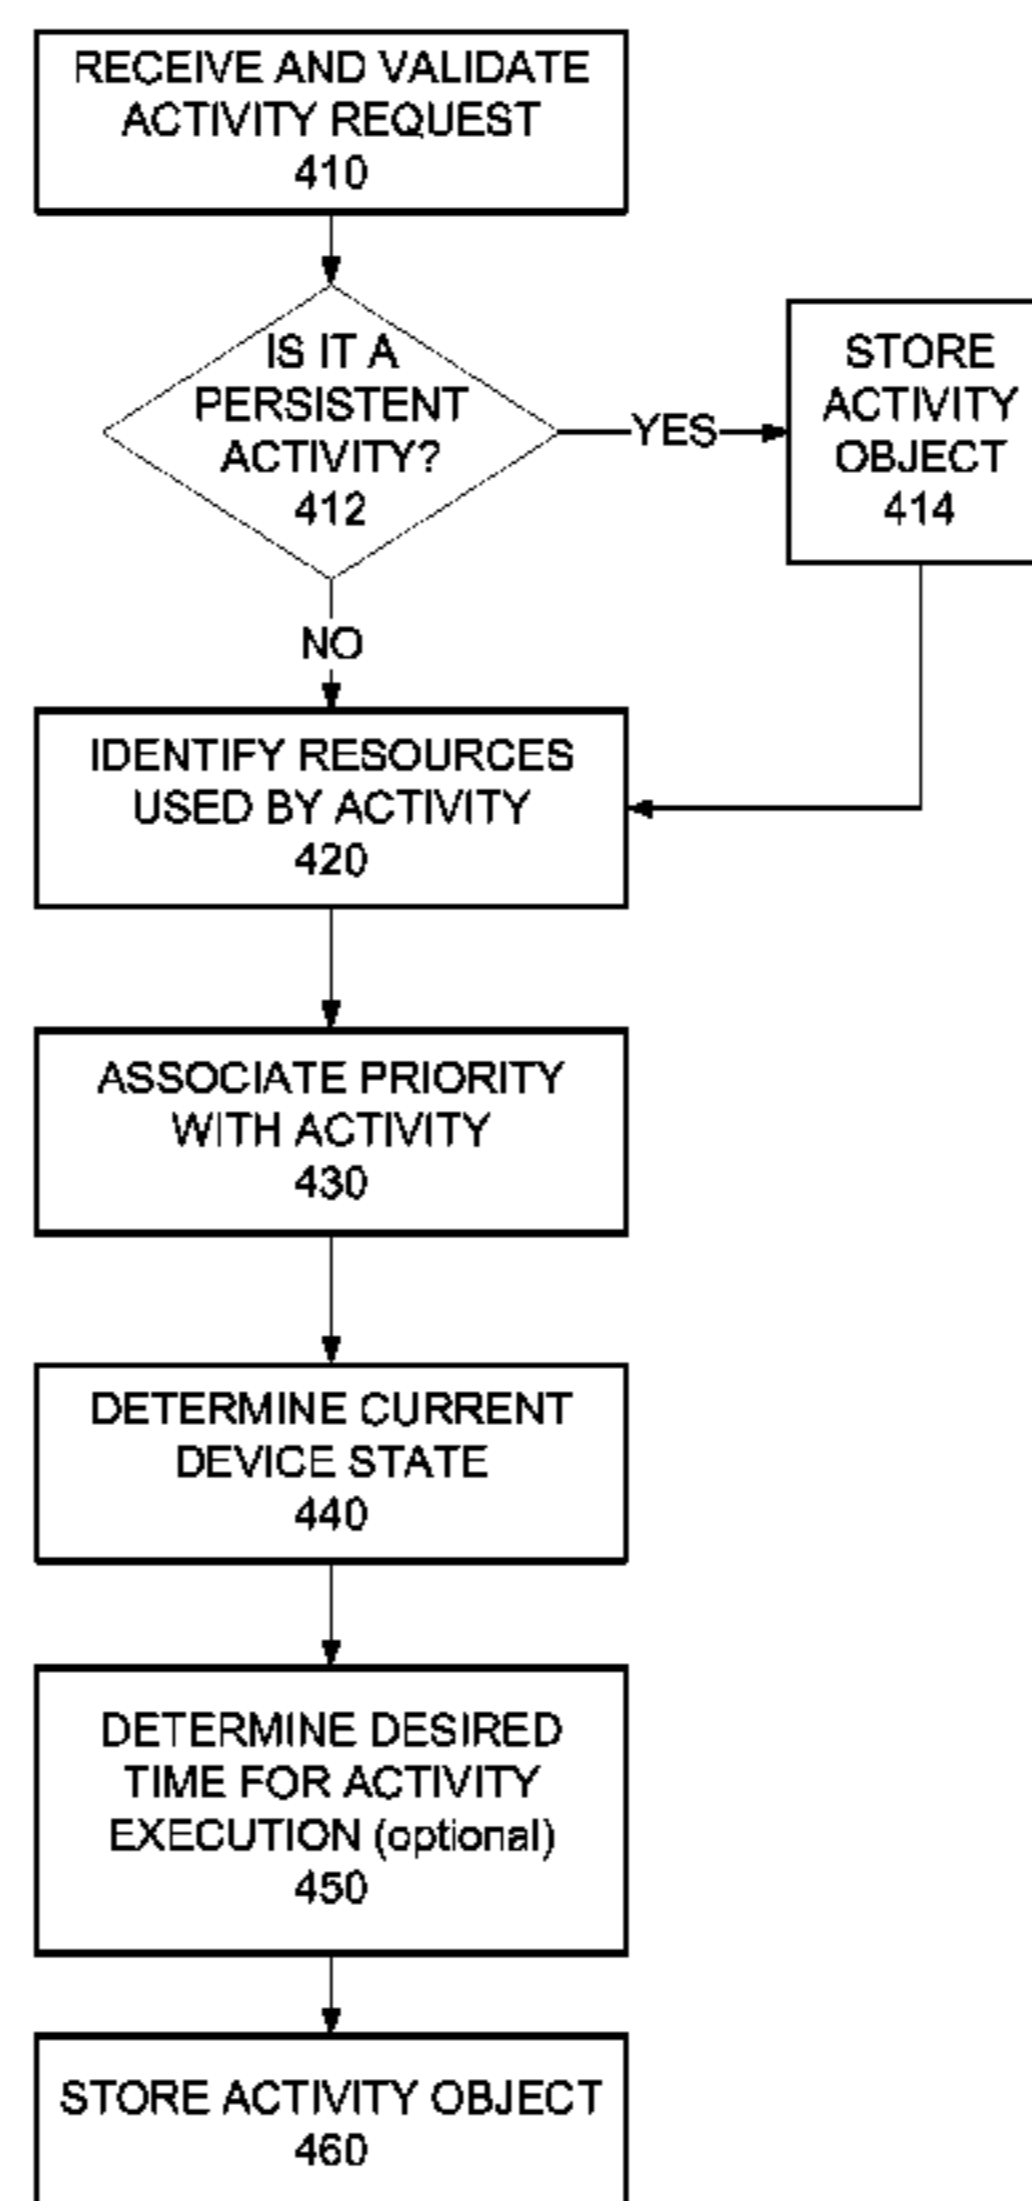 RECEIVE AND VALIDATE
ACTIVITY REQUEST
410
IS IT A
PERSISTENT
ACTIVITY?
412
YES
STORE
ACTIVITY
OBJECT
414
NO
IDENTIFY RESOURCES
USED BY ACTIVITY
420
ASSOCIATE PRIORITY
WITH ACTIVITY
430
DETERMINE CURRENT
DEVICE STATE
440
DETERMINE DESIRED
TIME FOR ACTIVITY
EXECUTION (optional)
450
STORE ACTIVITY OBJECT
460